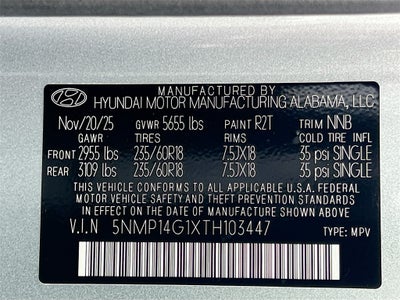 MANUFACTURED BY
HYUNDAI MOTOR MANUFACTURING ALABAMA, LLC
Nov/20/25 GVWR 5655 lbs PAINT R2T TRIM NNB
GAWR TIRES RIMS COLD TIRE INFL
FRONT 2955 lbs 235/60R18 7.5JX18 35 psi SINGLE
REAR 3109 lbs 235/60R18 7.5JX18 35 psi SINGLE
THIS VEHICLE CONFORMS TO ALL APPLICABLE U.S.A. FEDERAL
MOTOR VEHICLE SAFETY AND THEFT PREVENTION STANDARDS
IN EFFECT ON THE DATE OF MANUFACTURE SHOWN ABOVE.
V.I.N 5NMP14G1XTH103447 TYPE: MPV